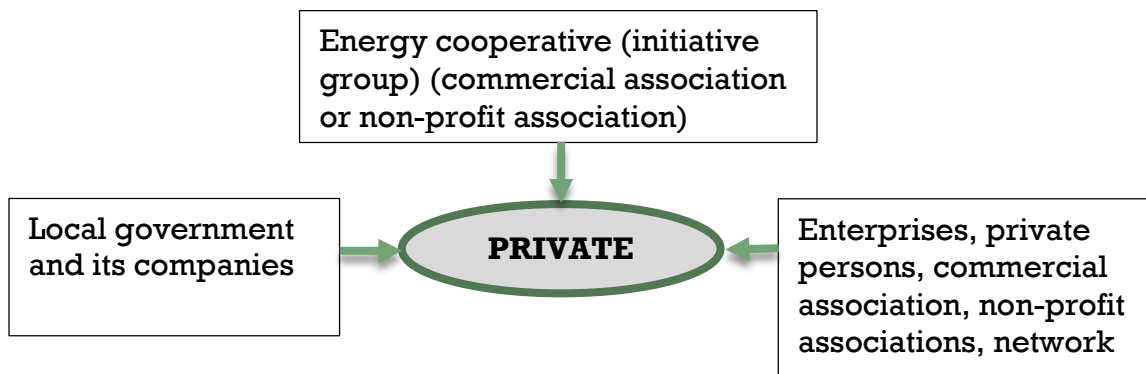 Energy cooperative (initiative
group) (commercial association
or non-profit association)
Local government
and its companies
PRIVATE
Enterprises, private
persons, commercial
association, non-profit
associations, network